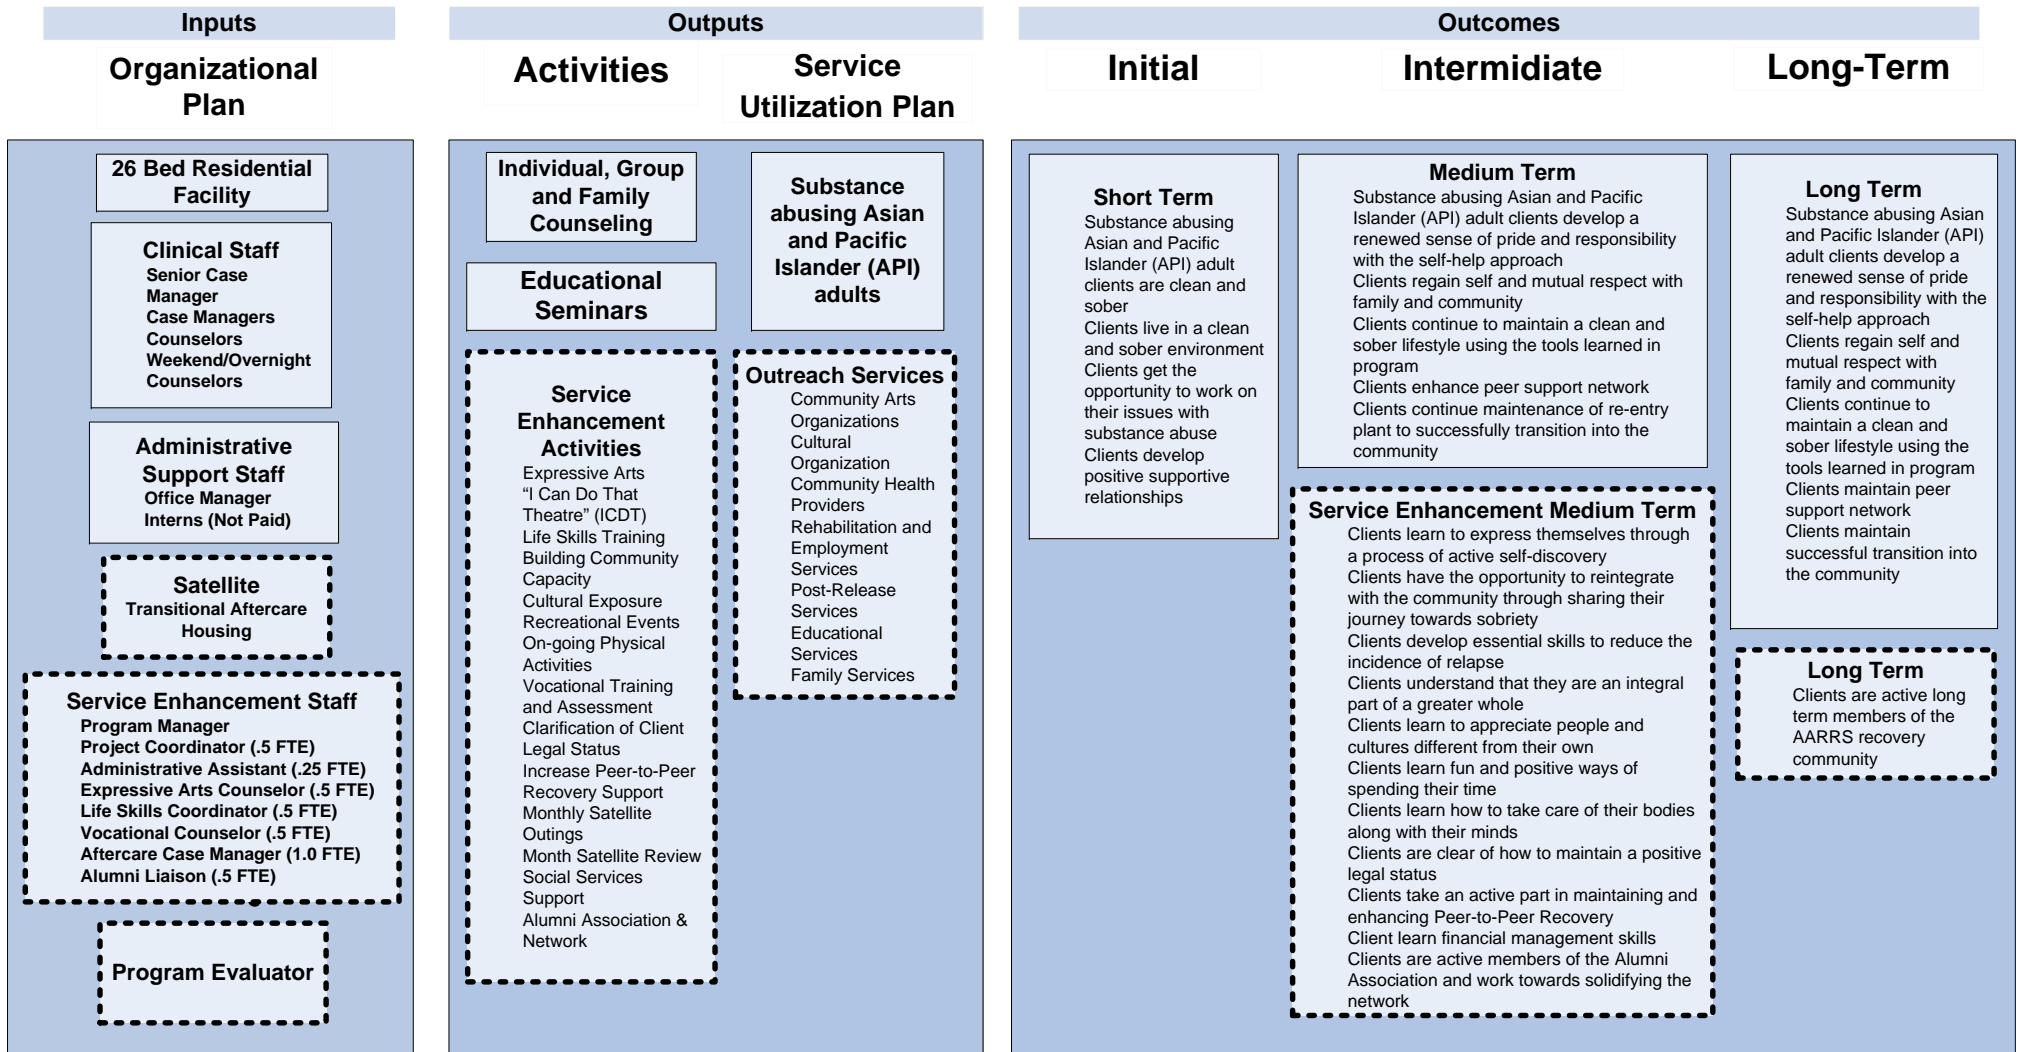 Inputs
Organizational
Plan
26 Bed Residential
Facility
Clinical Staff
Senior Case
Manager
Case Managers
Counselors
Weekend/Overnight
Counselors
Administrative
Support Staff
Office Manager
Interns (Not Paid)
Satellite
Transitional Aftercare
Housing
Service Enhancement Staff
Program Manager
Project Coordinator (.5 FTE)
Administrative Assistant (.25 FTE)
Expressive Arts Counselor (.5 FTE)
Life Skills Coordinator (.5 FTE)
Vocational Counselor (.5 FTE)
Aftercare Case Manager (1.0 FTE)
Alumni Liaison (.5 FTE)
Program Evaluator
Outputs
Activities
Individual, Group
and Family
Counseling
Educational
Seminars
Service
Enhancement
Activities
Expressive Arts
“I Can Do That
Theatre” (ICDT)
Life Skills Training
Building Community
Capacity
Cultural Exposure
Recreational Events
On-going Physical
Activities
Vocational Training
and Assessment
Clarification of Client
Legal Status
Increase Peer-to-Peer
Recovery Support
Monthly Satellite
Outings
Month Satellite Review
Social Services
Support
Alumni Association &
Network
Service
Utilization Plan
Substance
abusing Asian
and Pacific
Islander (API)
adults
Outreach Services
Community Arts
Organizations
Cultural
Organization
Community Health
Providers
Rehabilitation and
Employment
Services
Post-Release
Services
Educational
Services
Family Services
Outcomes
Initial
Short Term
Substance abusing
Asian and Pacific
Islander (API) adult
clients are clean and
sober
Clients live in a clean
and sober environment
Clients get the
opportunity to work on
their issues with
substance abuse
Clients develop
positive supportive
relationships
Intermidiate
Medium Term
Substance abusing Asian and Pacific
Islander (API) adult clients develop a
renewed sense of pride and responsibility
with the self-help approach
Clients regain self and mutual respect with
family and community
Clients continue to maintain a clean and
sober lifestyle using the tools learned in
program
Clients enhance peer support network
Clients continue maintenance of re-entry
plant to successfully transition into the
community
Service Enhancement Medium Term
Clients learn to express themselves through
a process of active self-discovery
Clients have the opportunity to reintegrate
with the community through sharing their
journey towards sobriety
Clients develop essential skills to reduce the
incidence of relapse
Clients understand that they are an integral
part of a greater whole
Clients learn to appreciate people and
cultures different from their own
Clients learn fun and positive ways of
spending their time
Clients learn how to take care of their bodies
along with their minds
Clients are clear of how to maintain a positive
legal status
Clients take an active part in maintaining and
enhancing Peer-to-Peer Recovery
Client learn financial management skills
Clients are active members of the Alumni
Association and work towards solidifying the
network
Long-Term
Long Term
Substance abusing Asian
and Pacific Islander (API)
adult clients develop a
renewed sense of pride
and responsibility with the
self-help approach
Clients regain self and
mutual respect with
family and community
Clients continue to
maintain a clean and
sober lifestyle using the
tools learned in program
Clients maintain peer
support network
Clients maintain
successful transition into
the community
Long Term
Clients are active long
term members of the
AARRS recovery
community